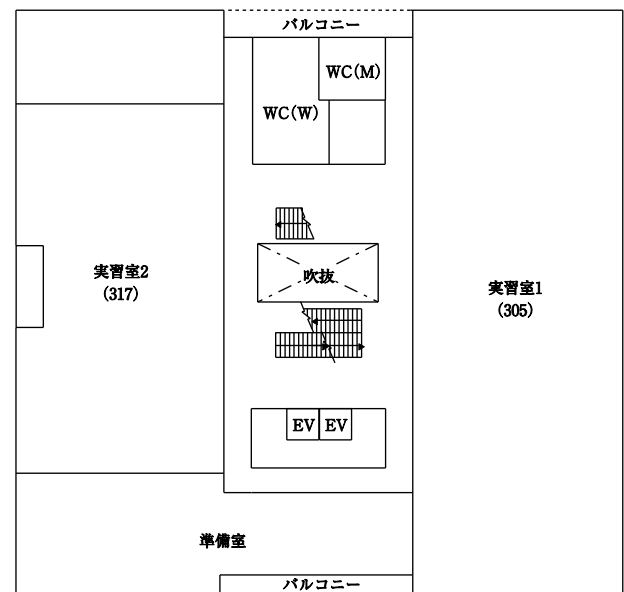 バルコニー
WC(M)
WC(W)
吹抜
実習室2
(317)
実習室1
(305)
EV EV
準備室
バルコニー